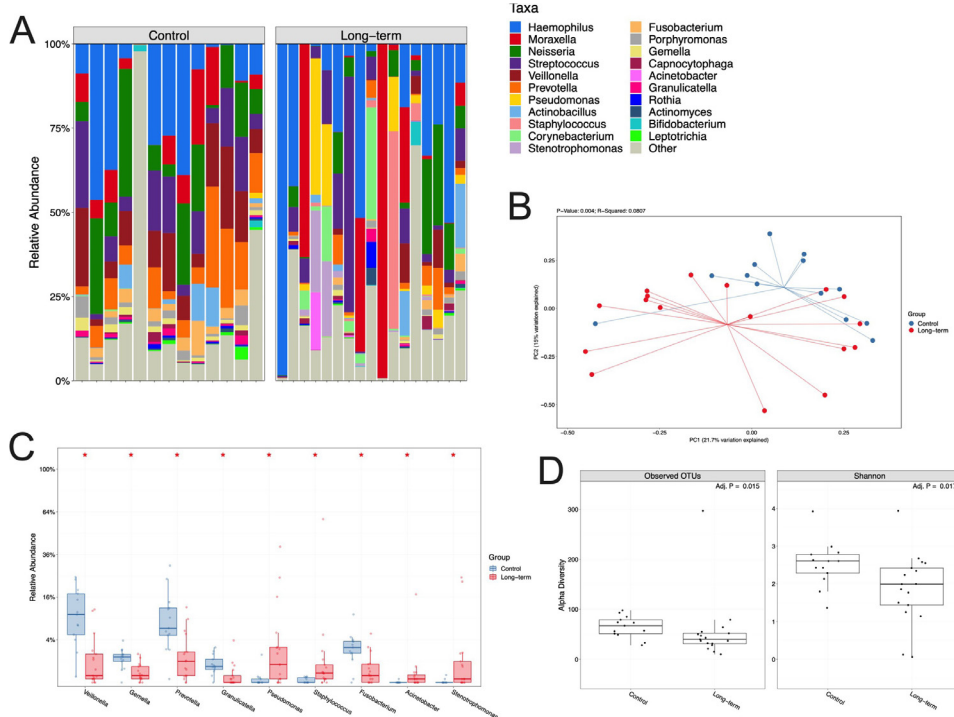 A
Control
Long-term
Relative Abundance
100%
75%
50%
25%
0%
Taxa
Haemophilus
Moraxella
Neisseria
Streptococcus
Veillonella
Prevotella
Pseudomonas
Actinobacillus
Staphylococcus
Corynebacterium
Stenotrophomonas
Fusobacterium
Porphyromonas
Gemella
Capnocytophaga
Acinetobacter
Granulicatella
Rothia
Actinomyces
Bifidobacterium
Leptotrichia
Other
B
P-Value: 0.004; R-Squared: 0.0807
PC2 (15% variation explained)
0.25
0.00
−0.25
−0.50
−0.50
−0.25
0.00
0.25
PC1 (21.7% variation explained)
Group
Control
Long-term
C
Relative Abundance
100%
64%
36%
16%
4%
* * * * * * * * *
Veillonella
Gemella
Prevotella
Granulicatella
Pseudomonas
Staphylococcus
Fusobacterium
Acinetobacter
Stenotrophomonas
Group
Control
Long-term
D
Observed OTUs
Adj. P = 0.015
Alpha Diversity
300
200
100
0
Control
Long-term
Shannon
Adj. P = 0.017
4
3
2
1
0
Control
Long-term